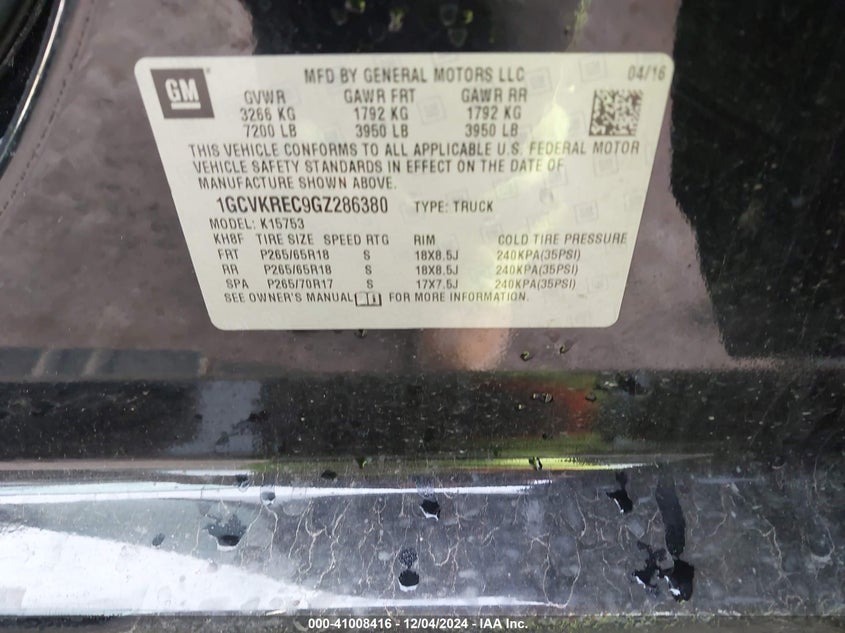 GM
MFD BY GENERAL MOTORS LLC 04/16
GVWR GAWR FRT GAWR RR
3266 KG 1792 KG 1792 KG
7200 LB 3950 LB 3950 LB
THIS VEHICLE CONFORMS TO ALL APPLICABLE U.S. FEDERAL MOTOR
VEHICLE SAFETY STANDARDS IN EFFECT ON THE DATE OF
MANUFACTURE SHOWN ABOVE.
1GCVKREC9GZ286380 TYPE: TRUCK
MODEL: K15753
KH8F TIRE SIZE SPEED RTG RIM COLD TIRE PRESSURE
FRT P265/65R18 S 18X8.5J 240KPA(35PSI)
RR P265/65R18 S 18X8.5J 240KPA(35PSI)
SPA P265/70R17 S 17X7.5J 240KPA(35PSI)
SEE OWNER'S MANUAL FOR MORE INFORMATION.
000-41008416 - 12/04/2024 - IAA Inc.